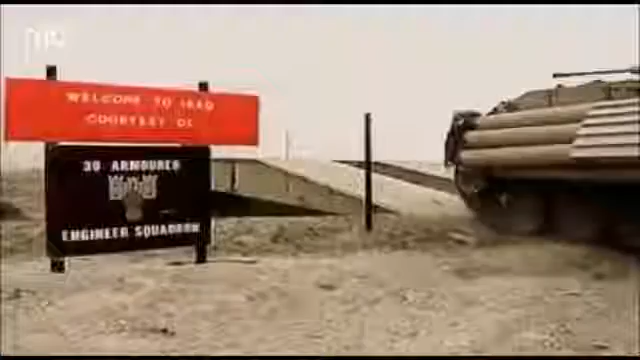 WELCOME TO IRAQ
COURTESY OF
39 ARMOURED
ENGINEER SQUADRON